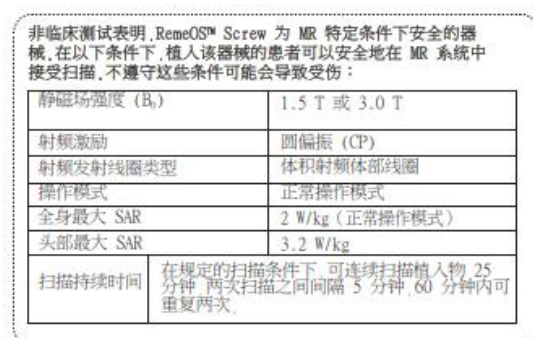 非临床测试表明,RemeOS™ Screw 为 MR 特定条件下安全的器
械,在以下条件下,植入该器械的患者可以安全地在 MR 系统中
接受扫描,不遵守这些条件可能会导致受伤：
静磁场强度 (B₀) 1.5 T 或 3.0 T
射频激励 圆偏振 (CP)
射频发射线圈类型 体积射频体部线圈
操作模式 正常操作模式
全身最大 SAR 2 W/kg（正常操作模式）
头部最大 SAR 3.2 W/kg
扫描持续时间 在规定的扫描条件下,可连续扫描植入物 25
分钟,两次扫描之间间隔 5 分钟,60 分钟内可
重复两次.